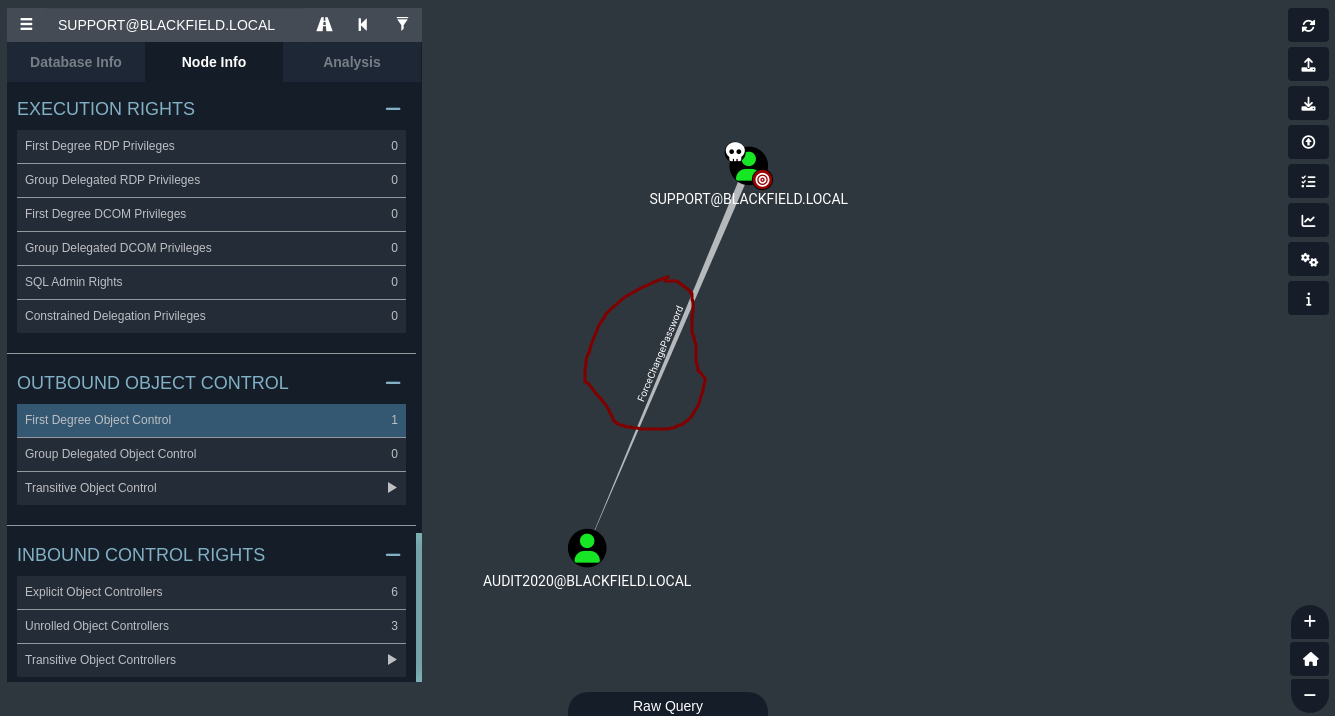 SUPPORT@BLACKFIELD.LOCAL
Database Info
Node Info
Analysis
EXECUTION RIGHTS
First Degree RDP Privileges 0
Group Delegated RDP Privileges 0
First Degree DCOM Privileges 0
Group Delegated DCOM Privileges 0
SQL Admin Rights 0
Constrained Delegation Privileges 0
OUTBOUND OBJECT CONTROL
First Degree Object Control 1
Group Delegated Object Control 0
Transitive Object Control
INBOUND CONTROL RIGHTS
Explicit Object Controllers 6
Unrolled Object Controllers 3
Transitive Object Controllers
SUPPORT@BLACKFIELD.LOCAL
ForceChangePassword
AUDIT2020@BLACKFIELD.LOCAL
Raw Query